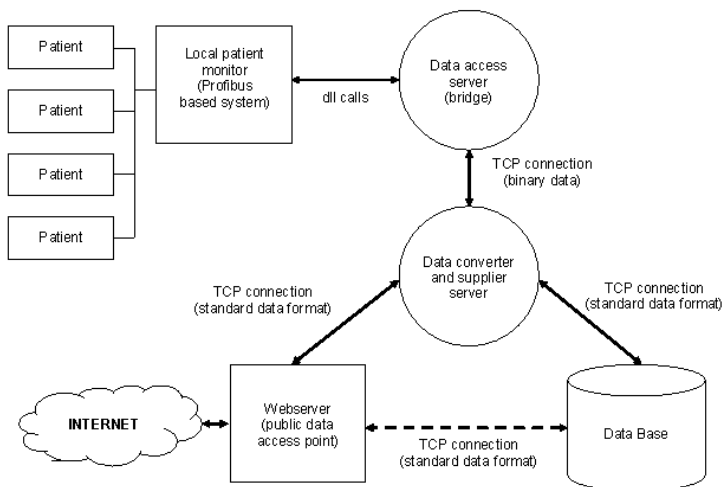 Patient
Patient
Patient
Patient
Local patient
monitor
(Profibus
based system)
dll calls
Data access
server
(bridge)
TCP connection
(binary data)
Data converter
and supplier
server
TCP connection
(standard data format)
TCP connection
(standard data format)
INTERNET
Webserver
(public data
access point)
TCP connection
(standard data format)
Data Base